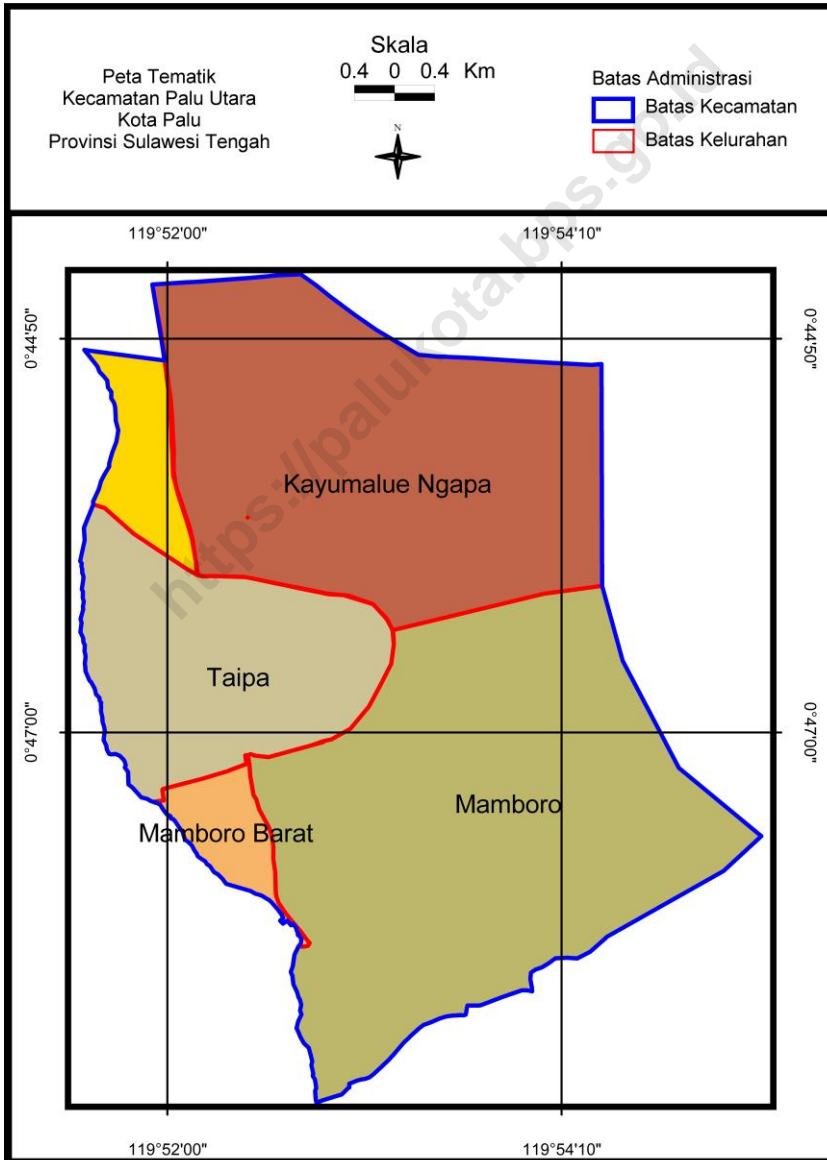 Peta Tematik
Kecamatan Palu Utara
Kota Palu
Provinsi Sulawesi Tengah
Skala
0.4 0 0.4 Km
N
Batas Administrasi
Batas Kecamatan
Batas Kelurahan
119°52'00" 119°54'10"
0°44'50" 0°44'50"
Kayumalue Ngapa
Taipa
0°47'00" 0°47'00"
Mamboro
Mamboro Barat
119°52'00" 119°54'10"
https://palukota.bps.go.id